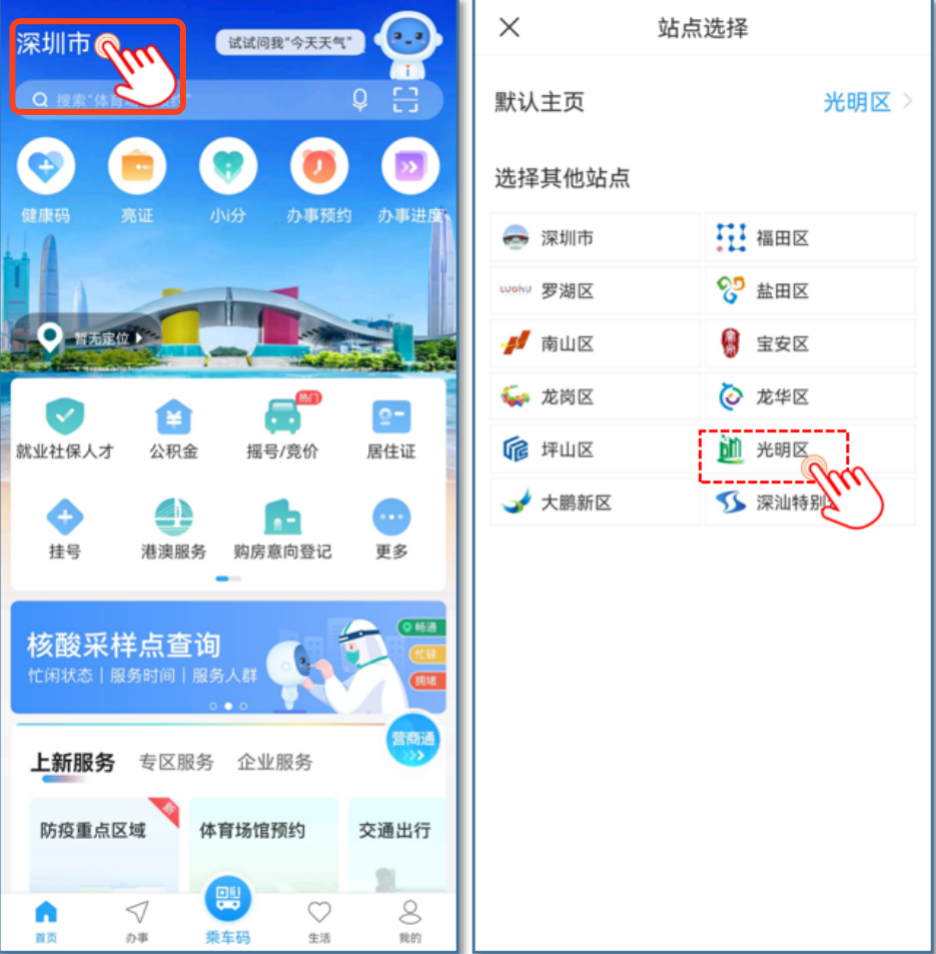 深圳市
试试问我“今天天气”
搜索“体育
健康码
亮证
小i分
办事预约
办事进度
暂无定位
热门
就业社保人才
公积金
摇号/竞价
居住证
挂号
港澳服务
购房意向登记
更多
核酸采样点查询
忙闲状态｜服务时间｜服务人群
畅通
忙碌
拥堵
营商通
上新服务
专区服务
企业服务
新
防疫重点区域
体育场馆预约
交通出行
首页
办事
乘车码
生活
我的
站点选择
默认主页
光明区
选择其他站点
深圳市
福田区
LUOHU
罗湖区
盐田区
南山区
宝安区
龙岗区
龙华区
坪山区
光明区
大鹏新区
深汕特别